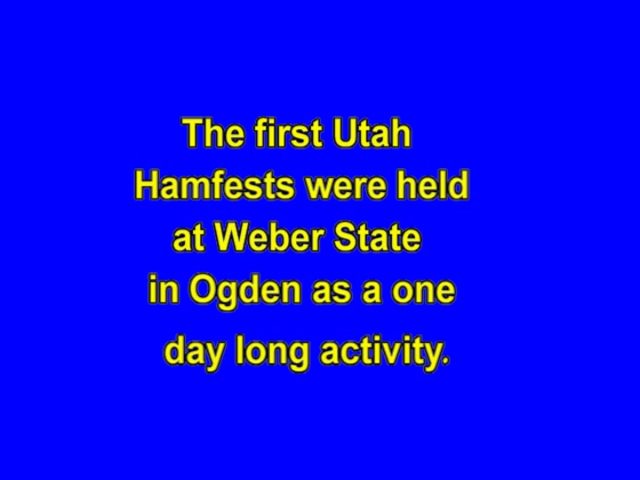 The first Utah
Hamfests were held
at Weber State
in Ogden as a one
day long activity.